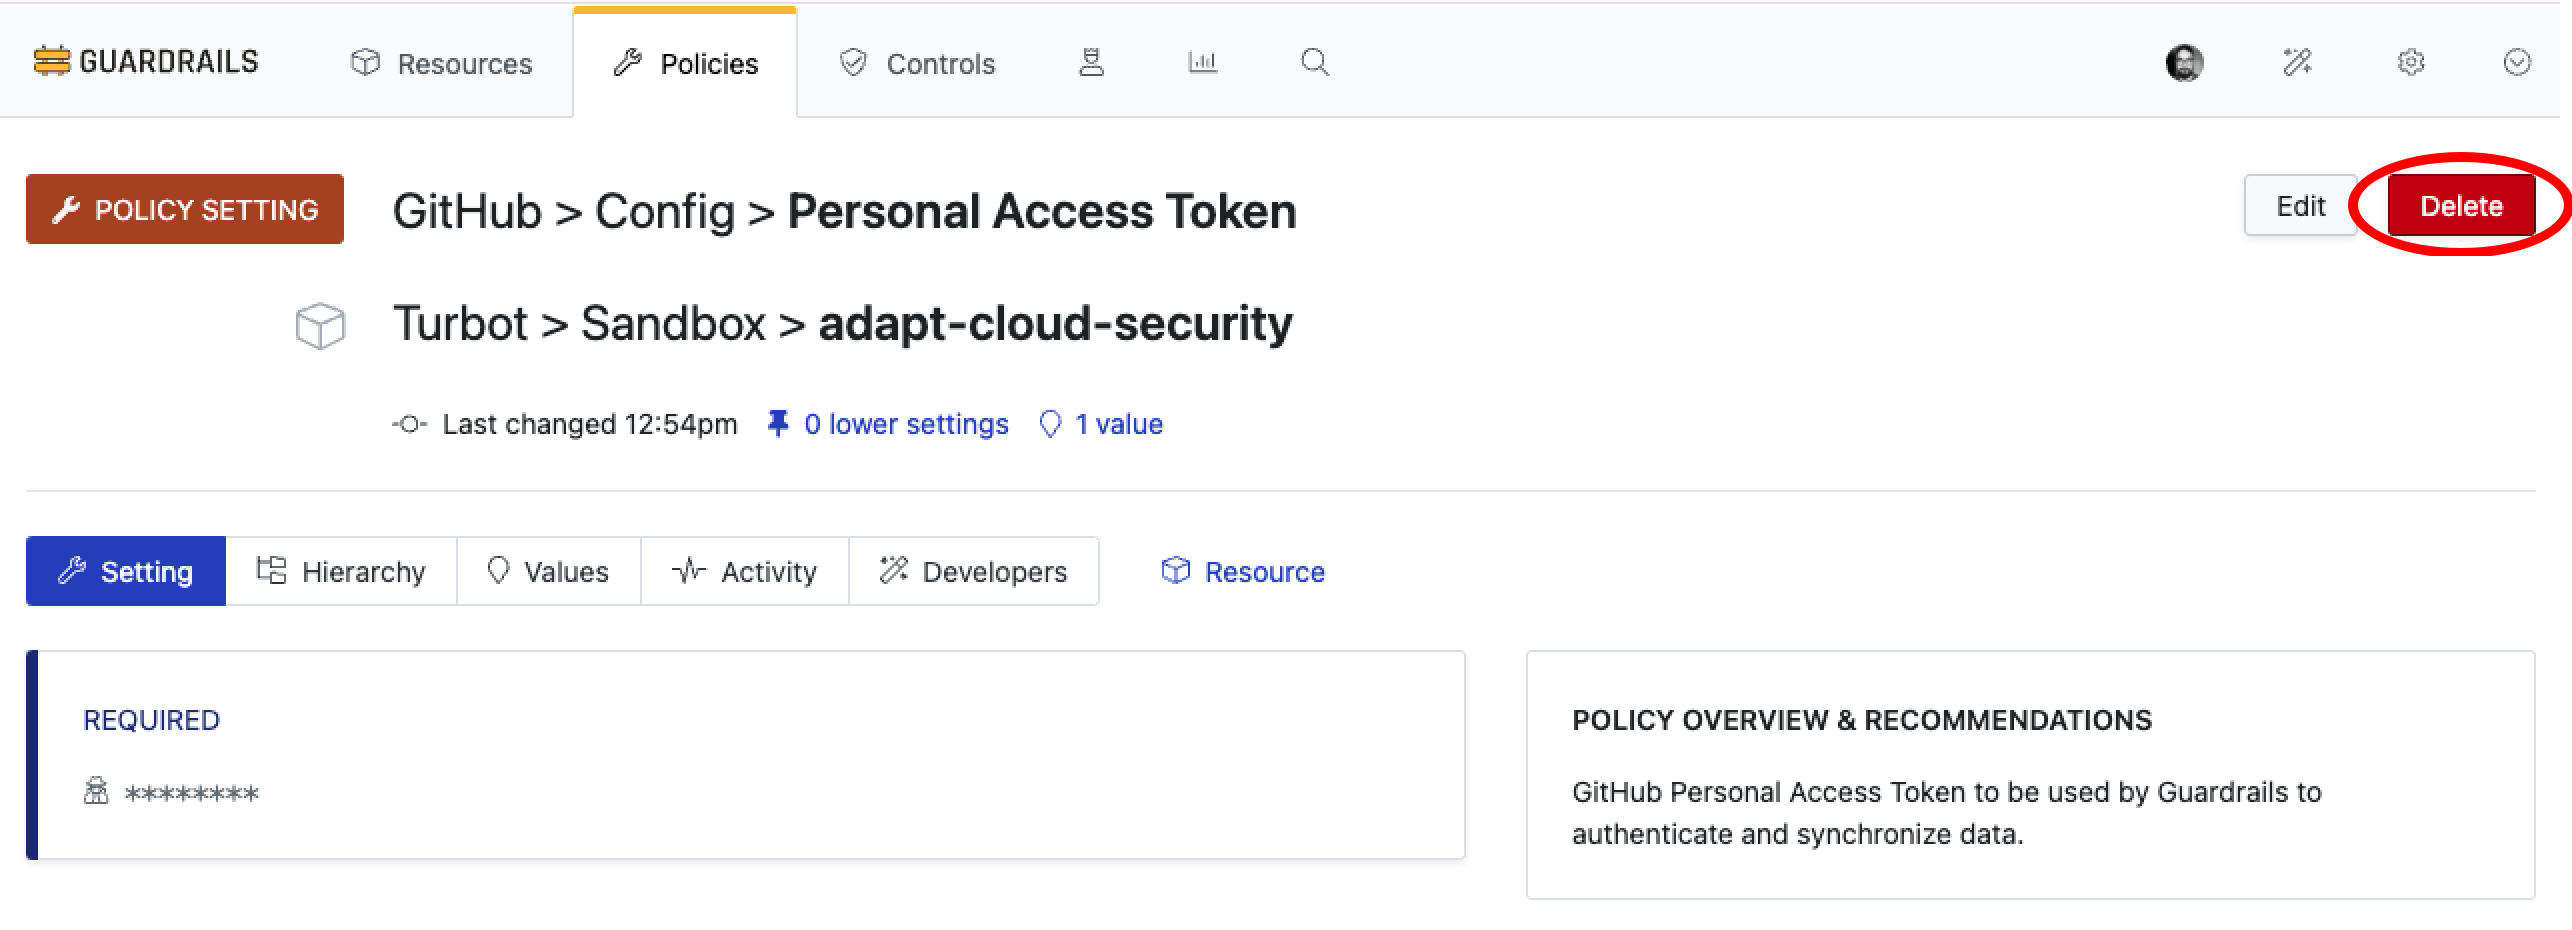 GUARDRAILS Resources Policies Controls
POLICY SETTING GitHub > Config > Personal Access Token Edit Delete
Turbot > Sandbox > adapt-cloud-security
Last changed 12:54pm 0 lower settings 1 value
Setting Hierarchy Values Activity Developers Resource
REQUIRED
********
POLICY OVERVIEW & RECOMMENDATIONS
GitHub Personal Access Token to be used by Guardrails to
authenticate and synchronize data.